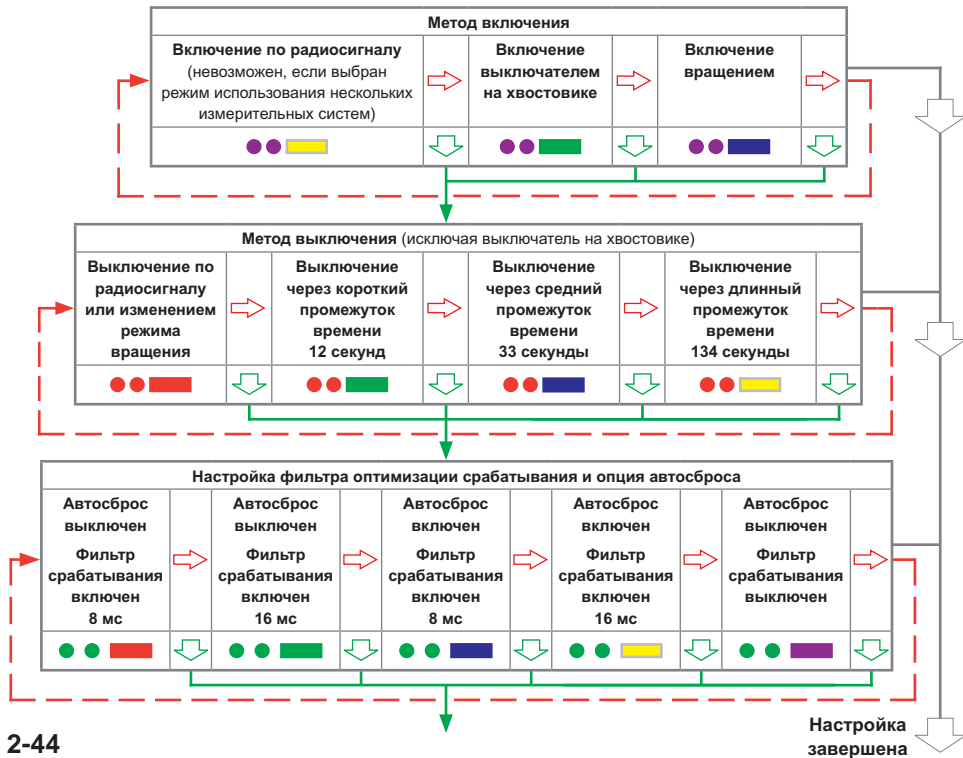 Метод включения
Включение по радиосигналу
(невозможен, если выбран
режим использования нескольких
измерительных систем)
Включение
выключателем
на хвостовике
Включение
вращением
Метод выключения (исключая выключатель на хвостовике)
Выключение по
радиосигналу
или изменением
режима
вращения
Выключение
через короткий
промежуток
времени
12 секунд
Выключение
через средний
промежуток
времени
33 секунды
Выключение
через длинный
промежуток
времени
134 секунды
Настройка фильтра оптимизации срабатывания и опция автосброса
Автосброс
выключен
Фильтр
срабатывания
включен
8 мс
Автосброс
выключен
Фильтр
срабатывания
включен
16 мс
Автосброс
включен
Фильтр
срабатывания
включен
8 мс
Автосброс
включен
Фильтр
срабатывания
включен
16 мс
Автосброс
выключен
Фильтр
срабатывания
выключен
2-44
Настройка
завершена